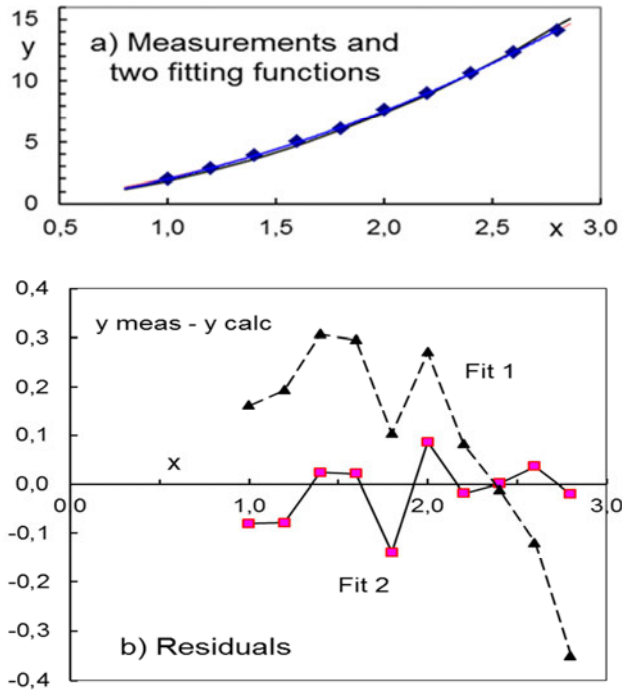 15
y
a) Measurements and
two fitting functions
10
5
0
0,5 1,0 1,5 2,0 2,5 x 3,0
0,4
y meas - y calc
0,3
Fit 1
0,2
0,1
x
0,0
0,0 1,0 2,0 3,0
-0,1
Fit 2
-0,2
-0,3
b) Residuals
-0,4